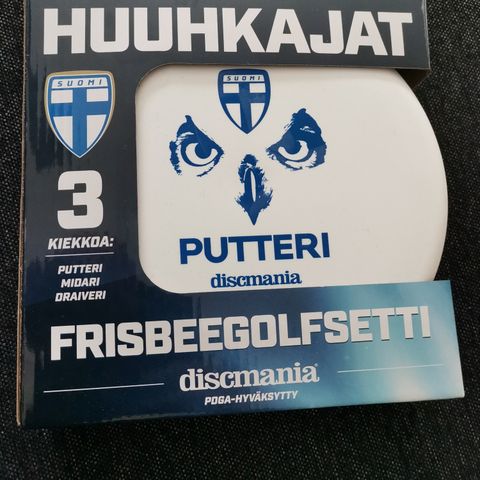 HUUHKAJAT
SUOMI
3
KIEKKOA:
PUTTERI
MIDARI
DRAIVERI
SUOMI
PUTTERI
discmania
FRISBEEGOLFSETTI
discmania®
PDGA-HYVÄKSYTTY